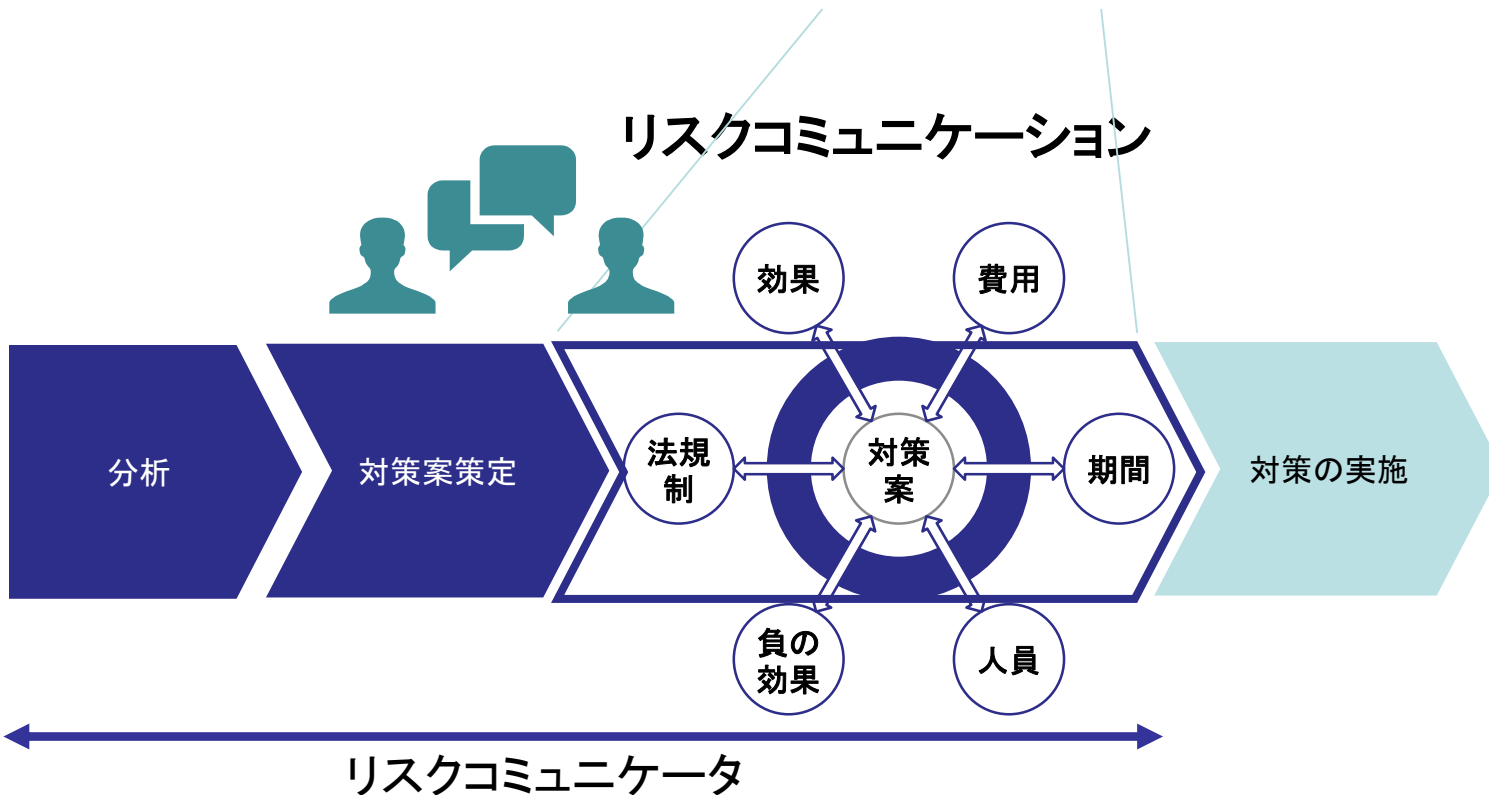 リスクコミュニケーション
効果
費用
分析
対策案策定
法規
制
対策
案
期間
対策の実施
負の
効果
人員
リスクコミュニケータ